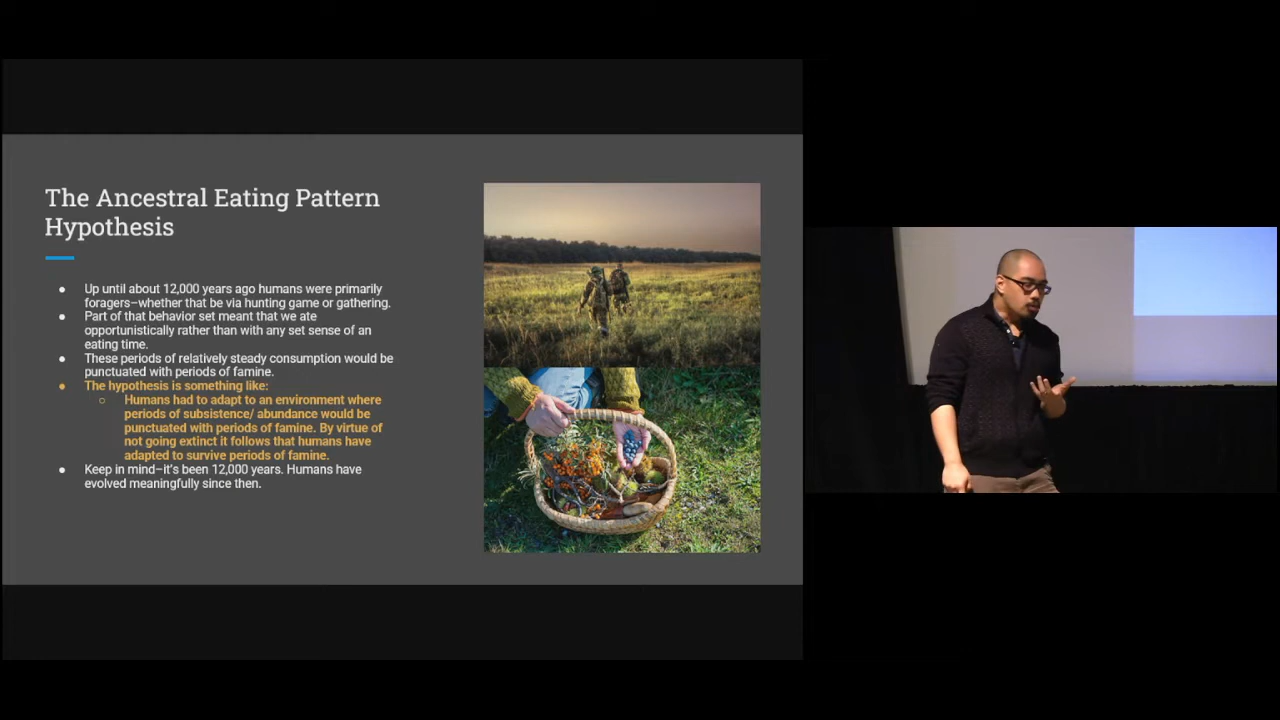 The Ancestral Eating Pattern
Hypothesis
● Up until about 12,000 years ago humans were primarily
foragers–whether that be via hunting game or gathering.
● Part of that behavior set meant that we ate
opportunistically rather than with any set sense of an
eating time.
● These periods of relatively steady consumption would be
punctuated with periods of famine.
● The hypothesis is something like:
○ Humans had to adapt to an environment where
periods of subsistence/ abundance would be
punctuated with periods of famine. By virtue of
not going extinct it follows that humans have
adapted to survive periods of famine.
● Keep in mind–it's been 12,000 years. Humans have
evolved meaningfully since then.